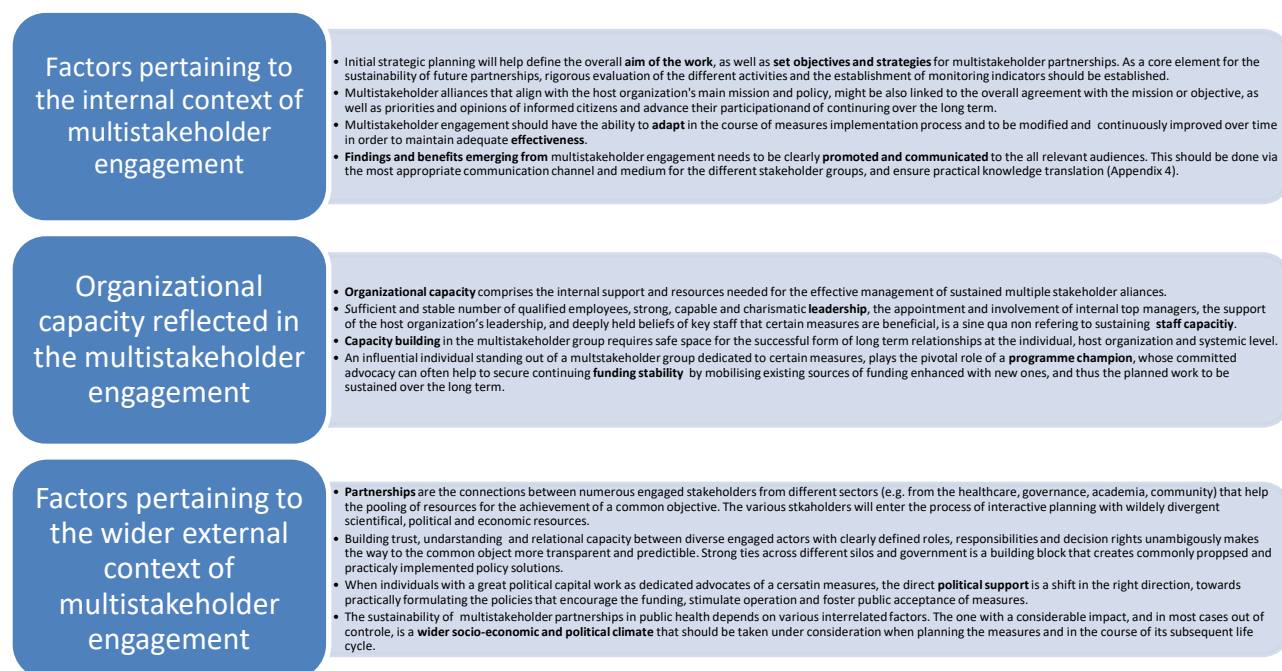 Factors pertaining to
the internal context of
multistakeholder
engagement
• Initial strategic planning will help define the overall aim of the work, as well as set objectives and strategies for multistakeholder partnerships. As a core element for the
sustainability of future partnerships, rigorous evaluation of the different activities and the establishment of monitoring indicators should be established.
• Multistakeholder alliances that align with the host organization's main mission and policy, might be also linked to the overall agreement with the mission or objective, as
well as priorities and opinions of informed citizens and advance their participationand of continuing over the long term.
• Multistakeholder engagement should have the ability to adapt in the course of measures implementation process and to be modified and continuously improved over time
in order to maintain adequate effectiveness.
• Findings and benefits emerging from multistakeholder engagement needs to be clearly promoted and communicated to the all relevant audiences. This should be done via
the most appropriate communication channel and medium for the different stakeholder groups, and ensure practical knowledge translation (Appendix 4).
Organizational
capacity reflected in
the multistakeholder
engagement
• Organizational capacity comprises the internal support and resources needed for the effective management of sustained multiple stakeholder aliances.
• Sufficient and stable number of qualified employees, strong, capable and charismatic leadership, the appointment and involvement of internal top managers, the support
of the host organization's leadership, and deeply held beliefs of key staff that certain measures are beneficial, is a sine qua non refering to sustaining staff capacitiy.
• Capacity building in the multistakeholder group requires safe space for the successful form of long term relationships at the individual, host organization and systemic level.
• An influential individual standing out of a multstakeholder group dedicated to certain measures, plays the pivotal role of a programme champion, whose committed
advocacy can often help to secure continuing funding stability by mobilising existing sources of funding enhanced with new ones, and thus the planned work to be
sustained over the long term.
Factors pertaining to
the wider external
context of
multistakeholder
engagement
• Partnerships are the connections between numerous engaged stakeholders from different sectors (e.g. from the healthcare, governance, academia, community) that help
the pooling of resources for the achievement of a common objective. The various stkaholders will enter the process of interactive planning with wildely divergent
scientifical, political and economic resources.
• Building trust, undarstanding and relational capacity between diverse engaged actors with clearly defined roles, responsibilities and decision rights unambigously makes
the way to the common object more transparent and predictible. Strong ties across different silos and government is a building block that creates commonly proppsed and
practicaly implemented policy solutions.
• When individuals with a great political capital work as dedicated advocates of a cersatin measures, the direct political support is a shift in the right direction, towards
practically formulating the policies that encourage the funding, stimulate operation and foster public acceptance of measures.
• The sustainability of multistakeholder partnerships in public health depends on various interrelated factors. The one with a considerable impact, and in most cases out of
controle, is a wider socio-economic and political climate that should be taken under consideration when planning the measures and in the course of its subsequent life
cycle.